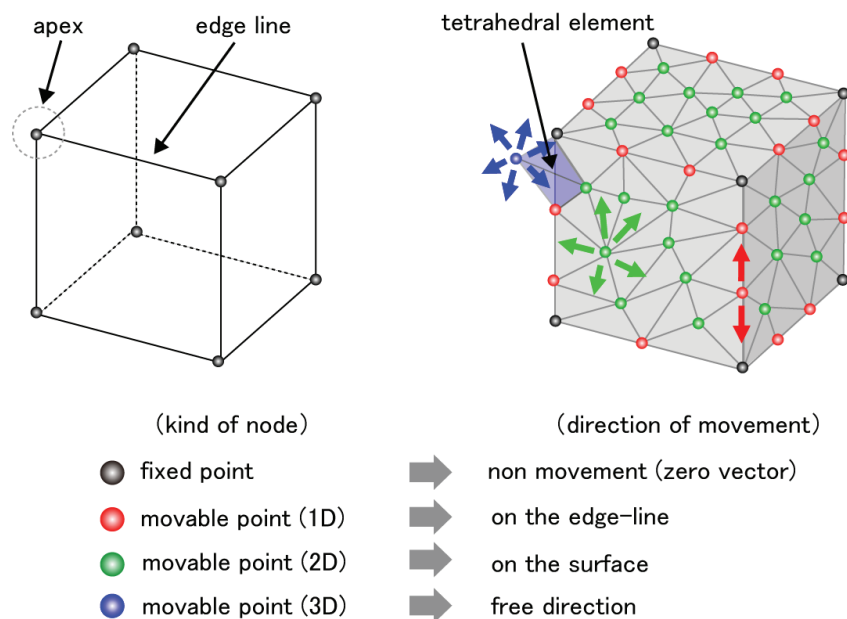 apex
edge line
tetrahedral element
(kind of node)
(direction of movement)
fixed point
non movement (zero vector)
movable point (1D)
on the edge-line
movable point (2D)
on the surface
movable point (3D)
free direction